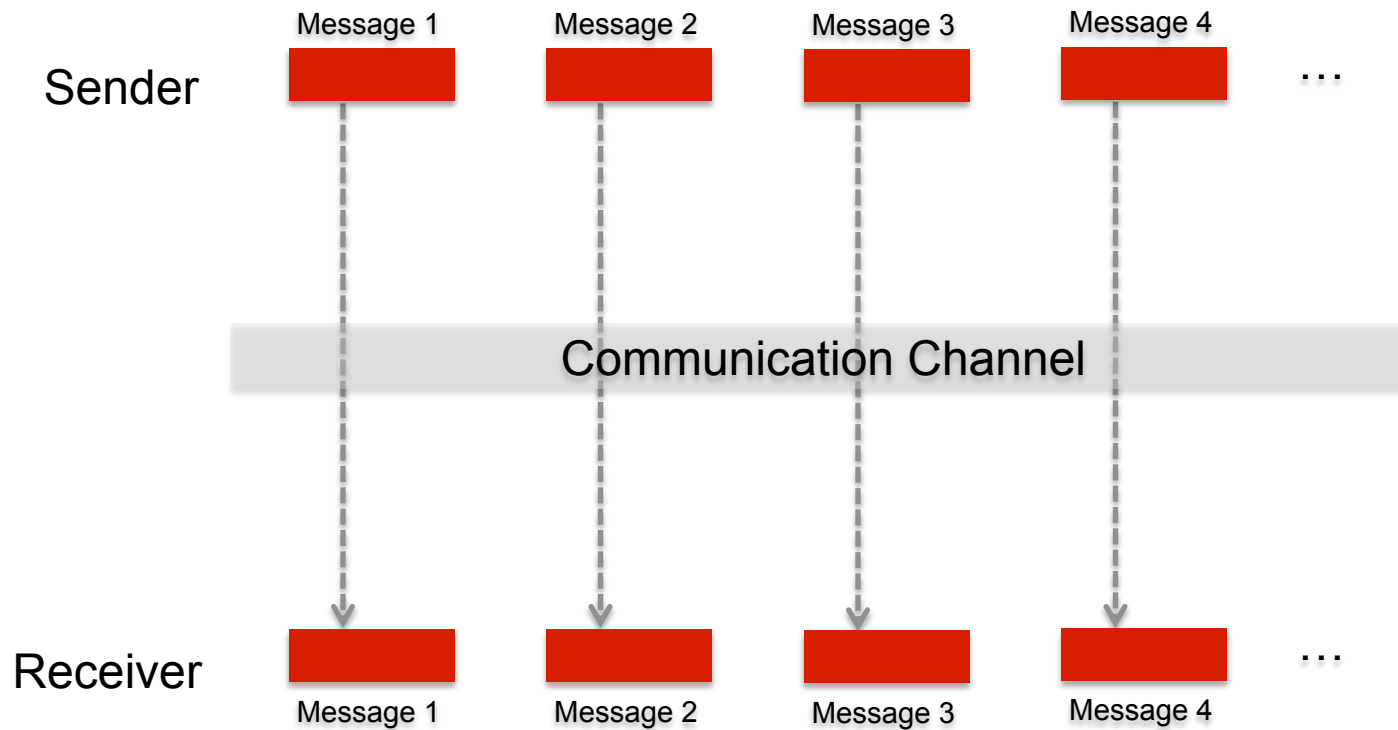 Message 1
Message 2
Message 3
Message 4
Sender
...
Communication Channel
Receiver
...
Message 1
Message 2
Message 3
Message 4